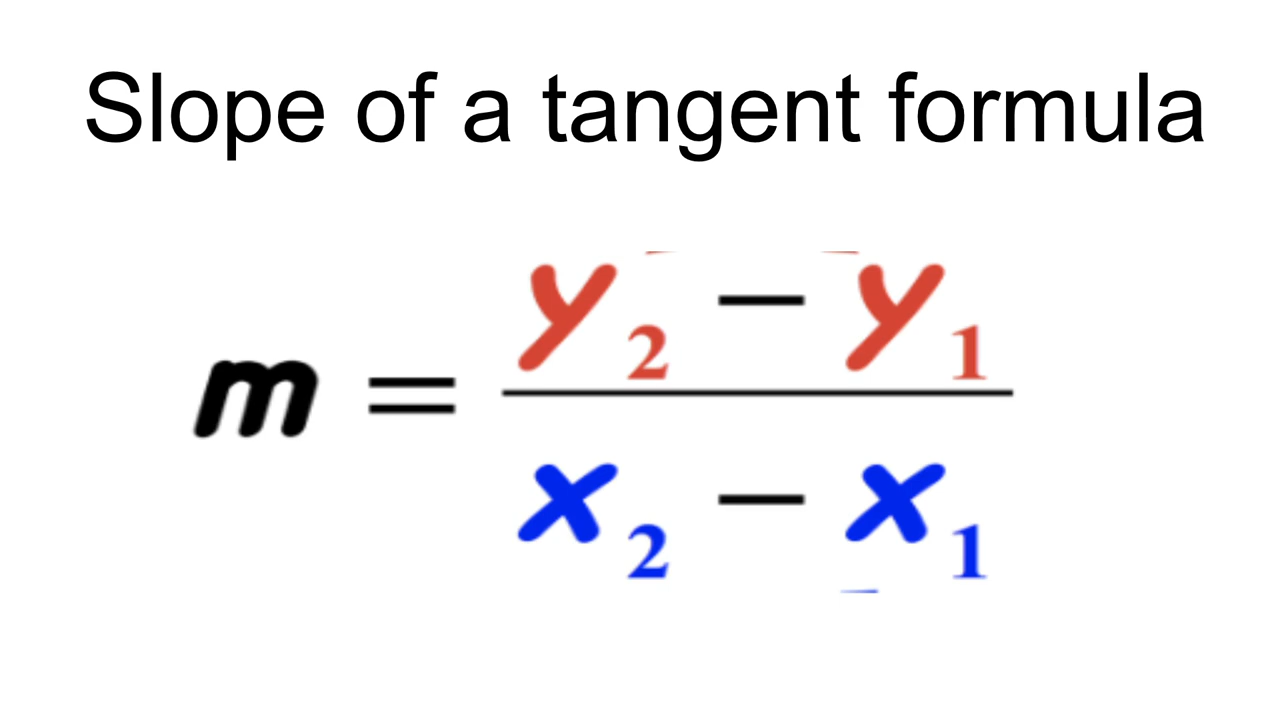 Slope of a tangent formula
m = y₂ − y₁
x₂ − x₁